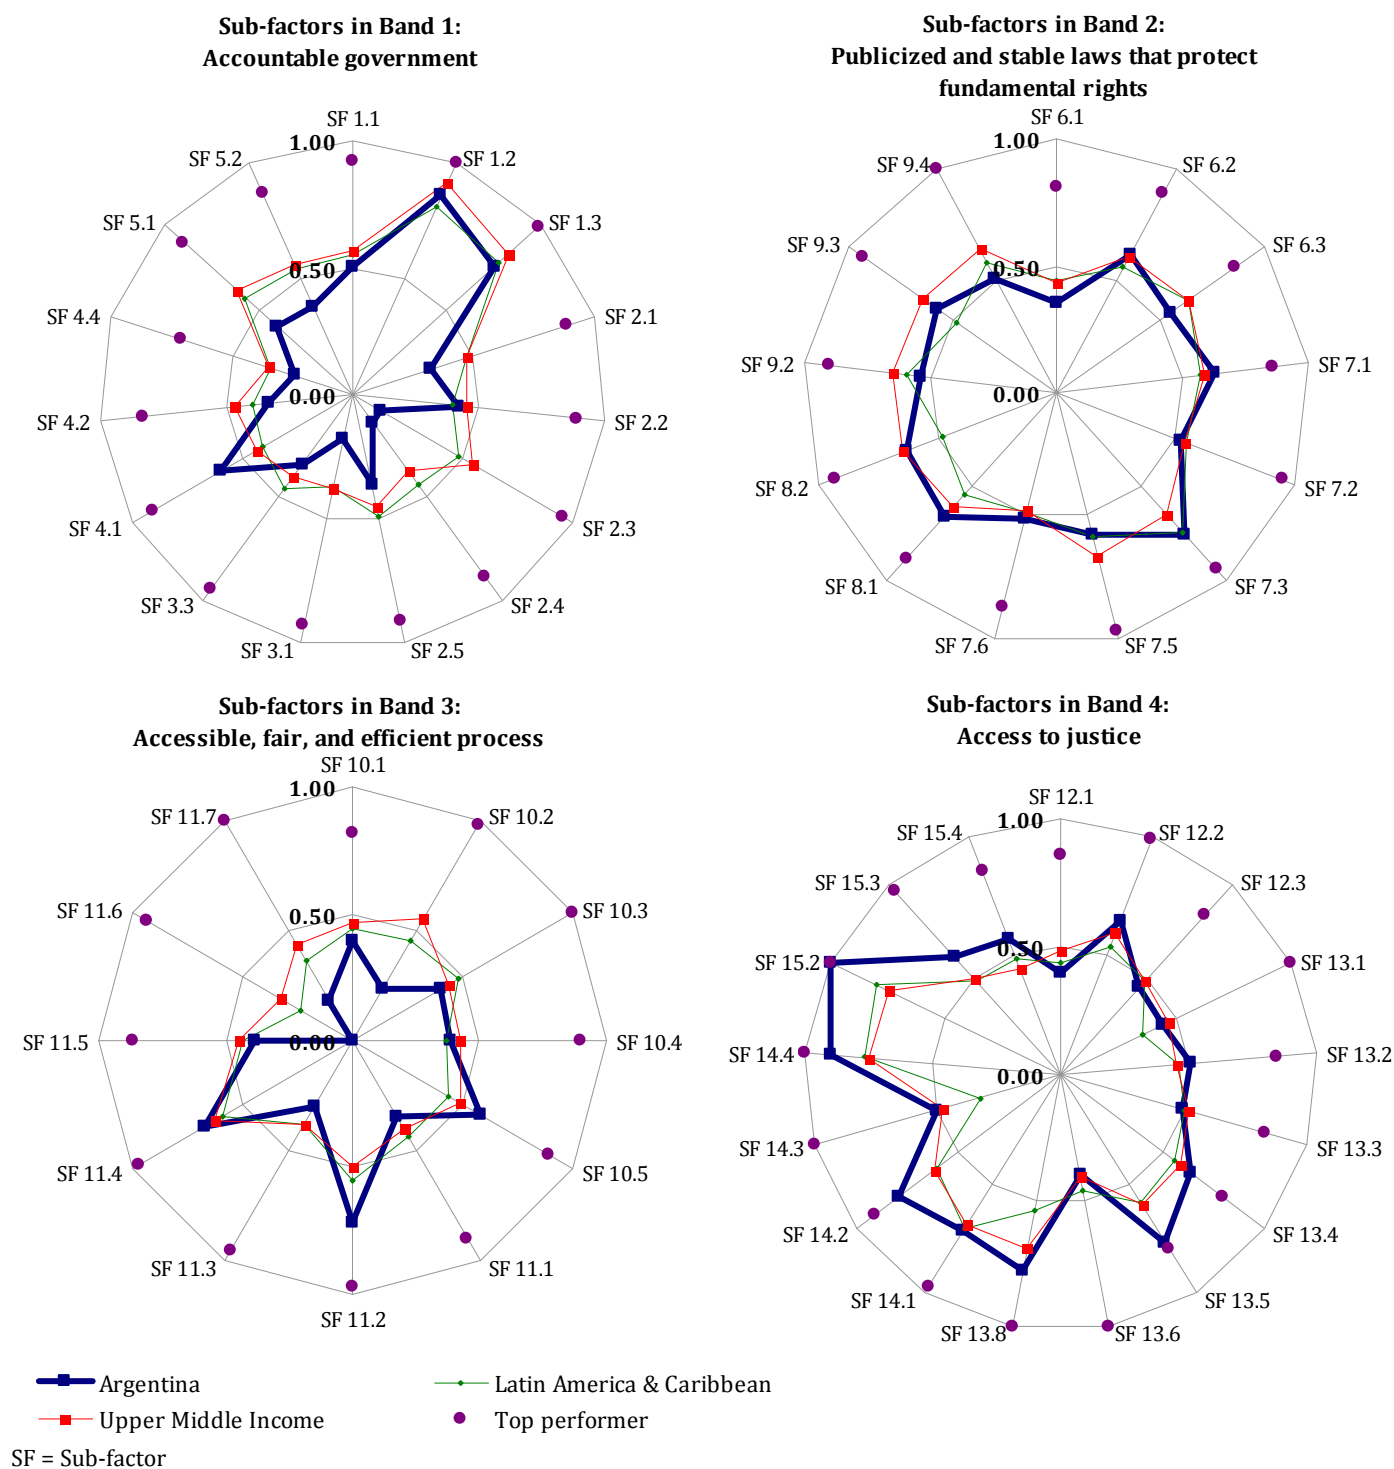 Sub-factors in Band 1:
Accountable government
SF 1.1
1.00
SF 1.2
SF 1.3
SF 2.1
SF 2.2
SF 2.3
SF 2.4
SF 2.5
SF 3.1
SF 3.3
SF 4.1
SF 4.2
SF 4.4
SF 5.1
SF 5.2
0.50
0.00
Sub-factors in Band 2:
Publicized and stable laws that protect
fundamental rights
SF 6.1
1.00
SF 6.2
SF 6.3
SF 7.1
SF 7.2
SF 7.3
SF 7.5
SF 7.6
SF 8.1
SF 8.2
SF 9.2
SF 9.3
SF 9.4
0.50
0.00
Sub-factors in Band 3:
Accessible, fair, and efficient process
SF 10.1
1.00
SF 10.2
SF 10.3
SF 10.4
SF 10.5
SF 11.1
SF 11.2
SF 11.3
SF 11.4
SF 11.5
SF 11.6
SF 11.7
0.50
0.00
Sub-factors in Band 4:
Access to justice
SF 12.1
1.00
SF 12.2
SF 12.3
SF 13.1
SF 13.2
SF 13.3
SF 13.4
SF 13.5
SF 13.6
SF 13.8
SF 14.1
SF 14.2
SF 14.3
SF 14.4
SF 15.2
SF 15.3
SF 15.4
0.50
0.00
Argentina
Latin America & Caribbean
Upper Middle Income
Top performer
SF = Sub-factor